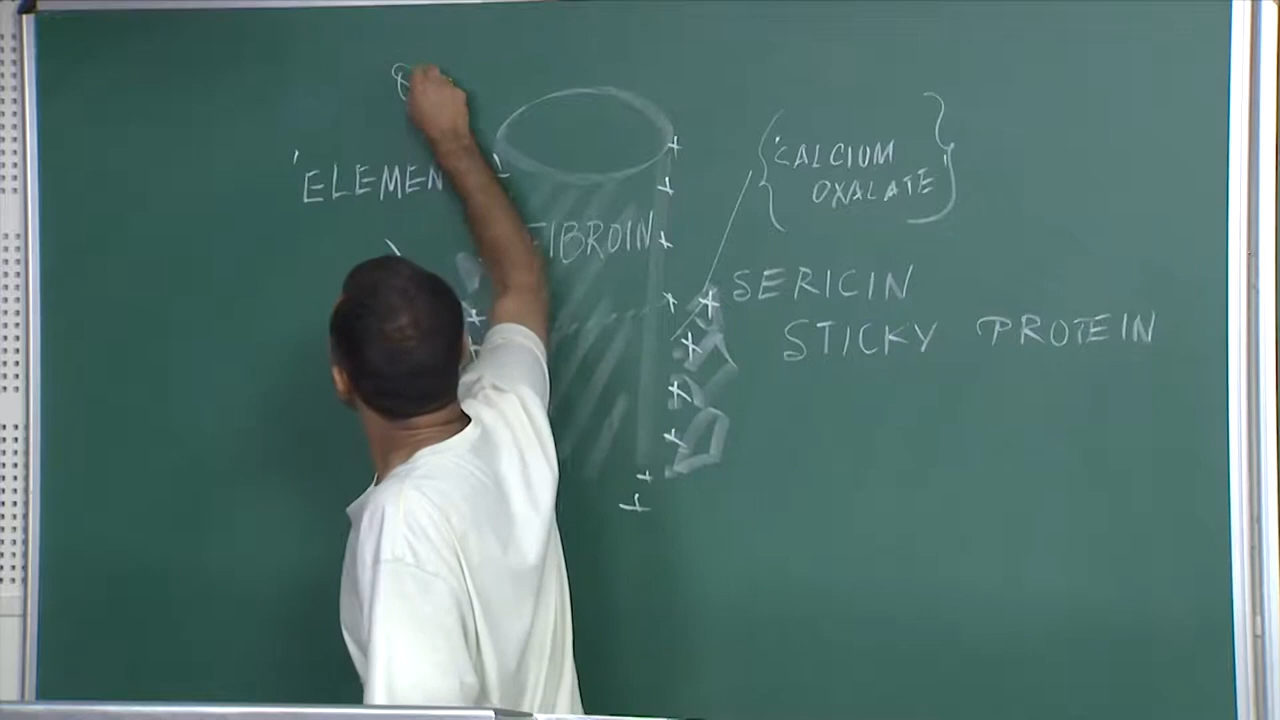 'ELEMEN
FIBROIN
'CALCIUM
OXALATE'
SERICIN
STICKY PROTEIN